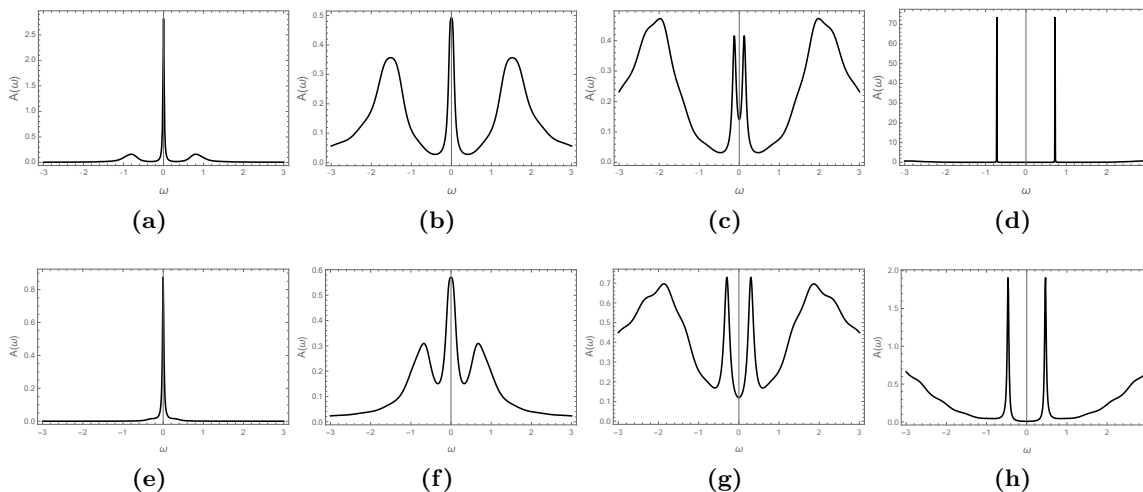 A(ω) 2.5 2.0 1.5 1.0 0.5 0.0 -3 -2 -1 0 1 2 3 ω
(a)
A(ω) 0.5 0.4 0.3 0.2 0.1 0.0 -3 -2 -1 0 1 2 3 ω
(b)
A(ω) 0.4 0.3 0.2 0.1 0.0 -3 -2 -1 0 1 2 3 ω
(c)
A(ω) 70 60 50 40 30 20 10 0 -3 -2 -1 0 1 2 ω
(d)
A(ω) 0.8 0.6 0.4 0.2 0.0 -3 -2 -1 0 1 2 3 ω
(e)
A(ω) 0.6 0.5 0.4 0.3 0.2 0.1 0.0 -3 -2 -1 0 1 2 3 ω
(f)
A(ω) 0.7 0.6 0.5 0.4 0.3 0.2 0.1 0.0 -3 -2 -1 0 1 2 3 ω
(g)
A(ω) 2.0 1.5 1.0 0.5 0.0 -3 -2 -1 0 1 2 ω
(h)